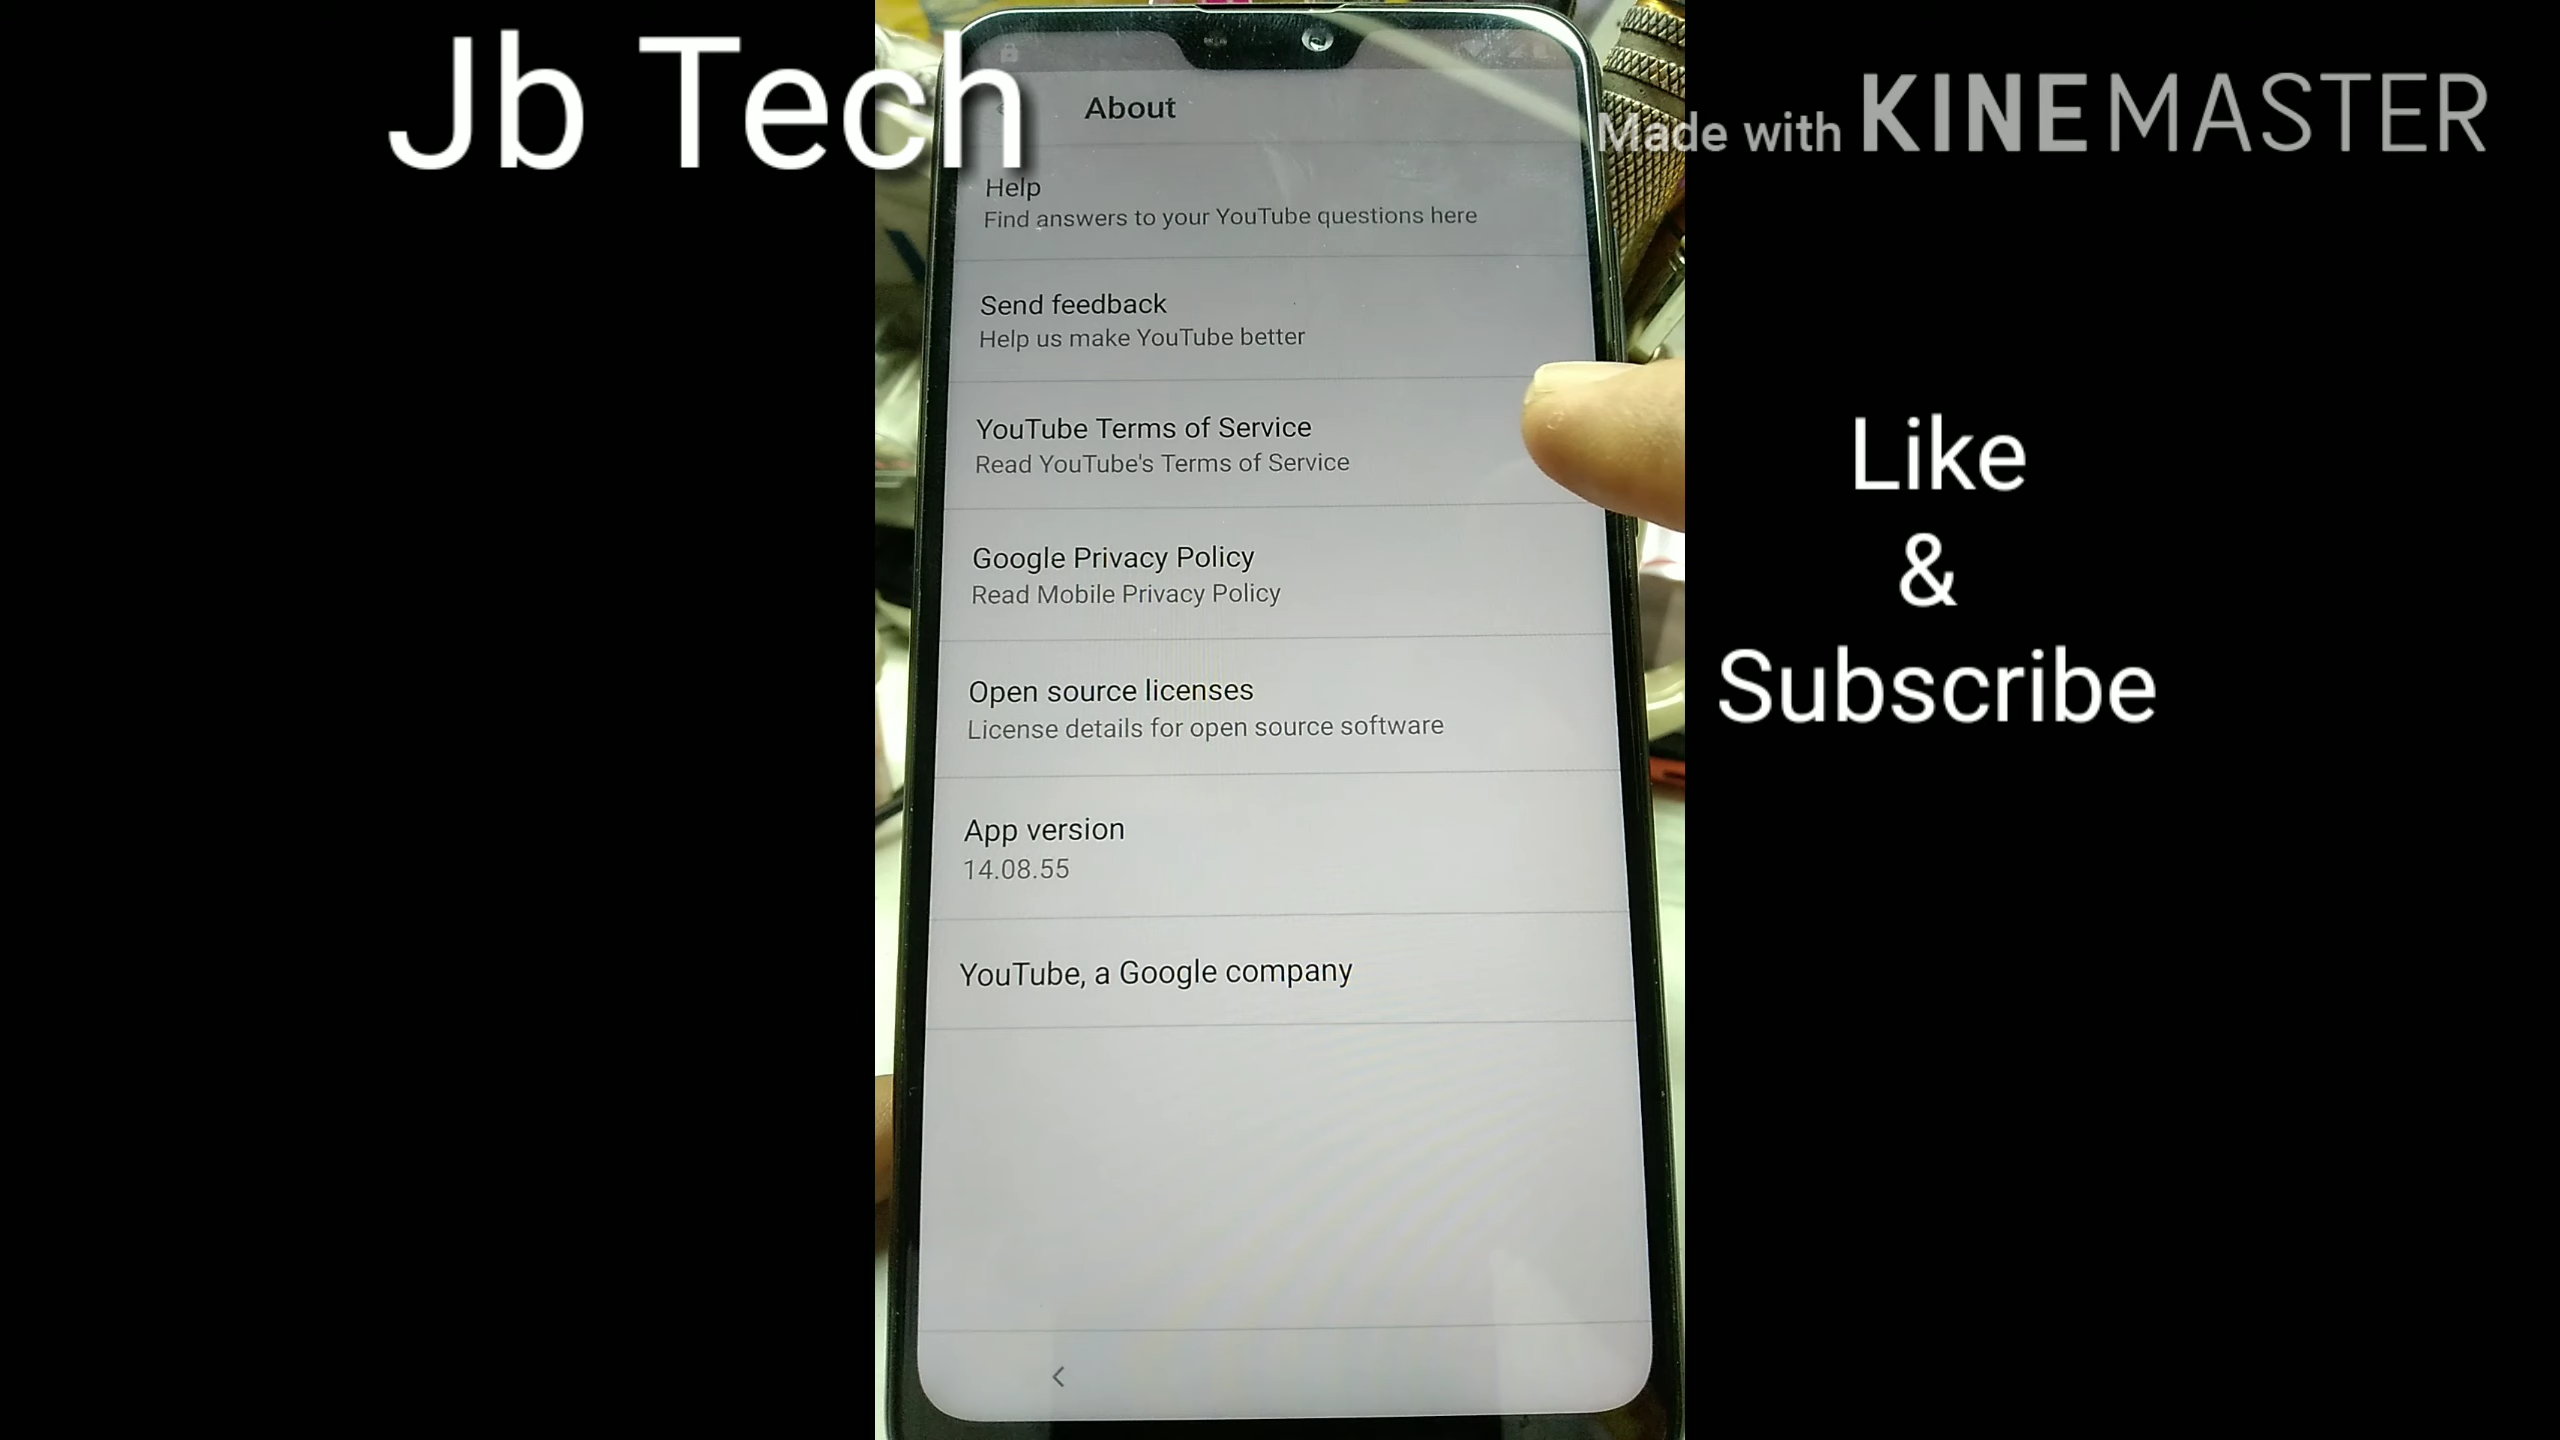 Jb Tech
Made with KINEMASTER
About
Help
Find answers to your YouTube questions here
Send feedback
Help us make YouTube better
YouTube Terms of Service
Read YouTube's Terms of Service
Google Privacy Policy
Read Mobile Privacy Policy
Open source licenses
License details for open source software
App version
14.08.55
YouTube, a Google company
Like
&
Subscribe